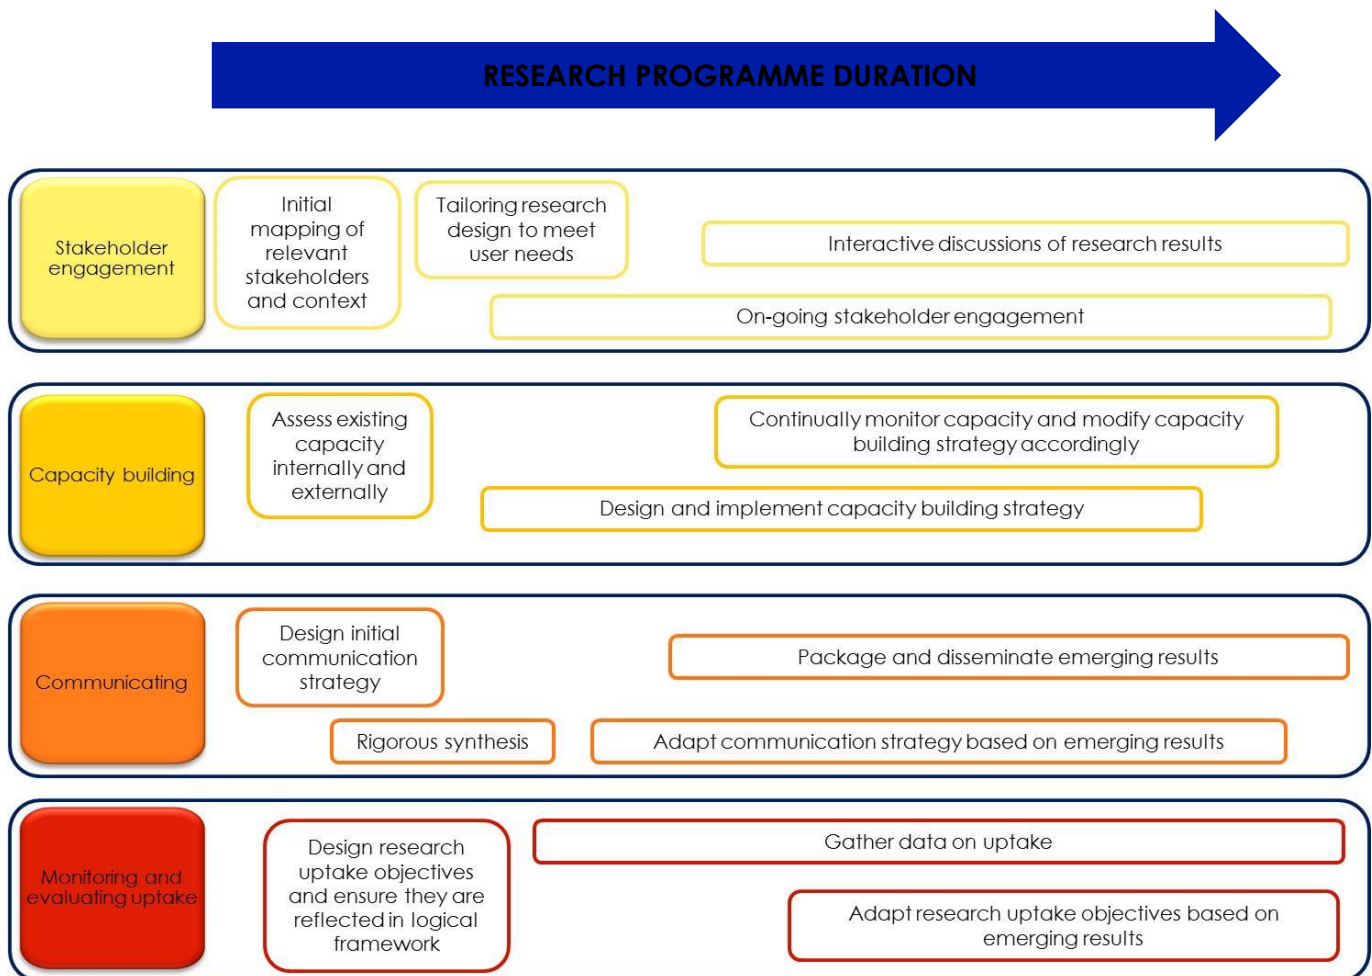 RESEARCH PROGRAMME DURATION
Stakeholder
engagement
Initial
mapping of
relevant
stakeholders
and context
Tailoring research
design to meet
user needs
Interactive discussions of research results
On-going stakeholder engagement
Capacity building
Assess existing
capacity
internally and
externally
Continually monitor capacity and modify capacity
building strategy accordingly
Design and implement capacity building strategy
Communicating
Design initial
communication
strategy
Package and disseminate emerging results
Rigorous synthesis
Adapt communication strategy based on emerging results
Monitoring and
evaluating uptake
Design research
uptake objectives
and ensure they are
reflected in logical
framework
Gather data on uptake
Adapt research uptake objectives based on
emerging results